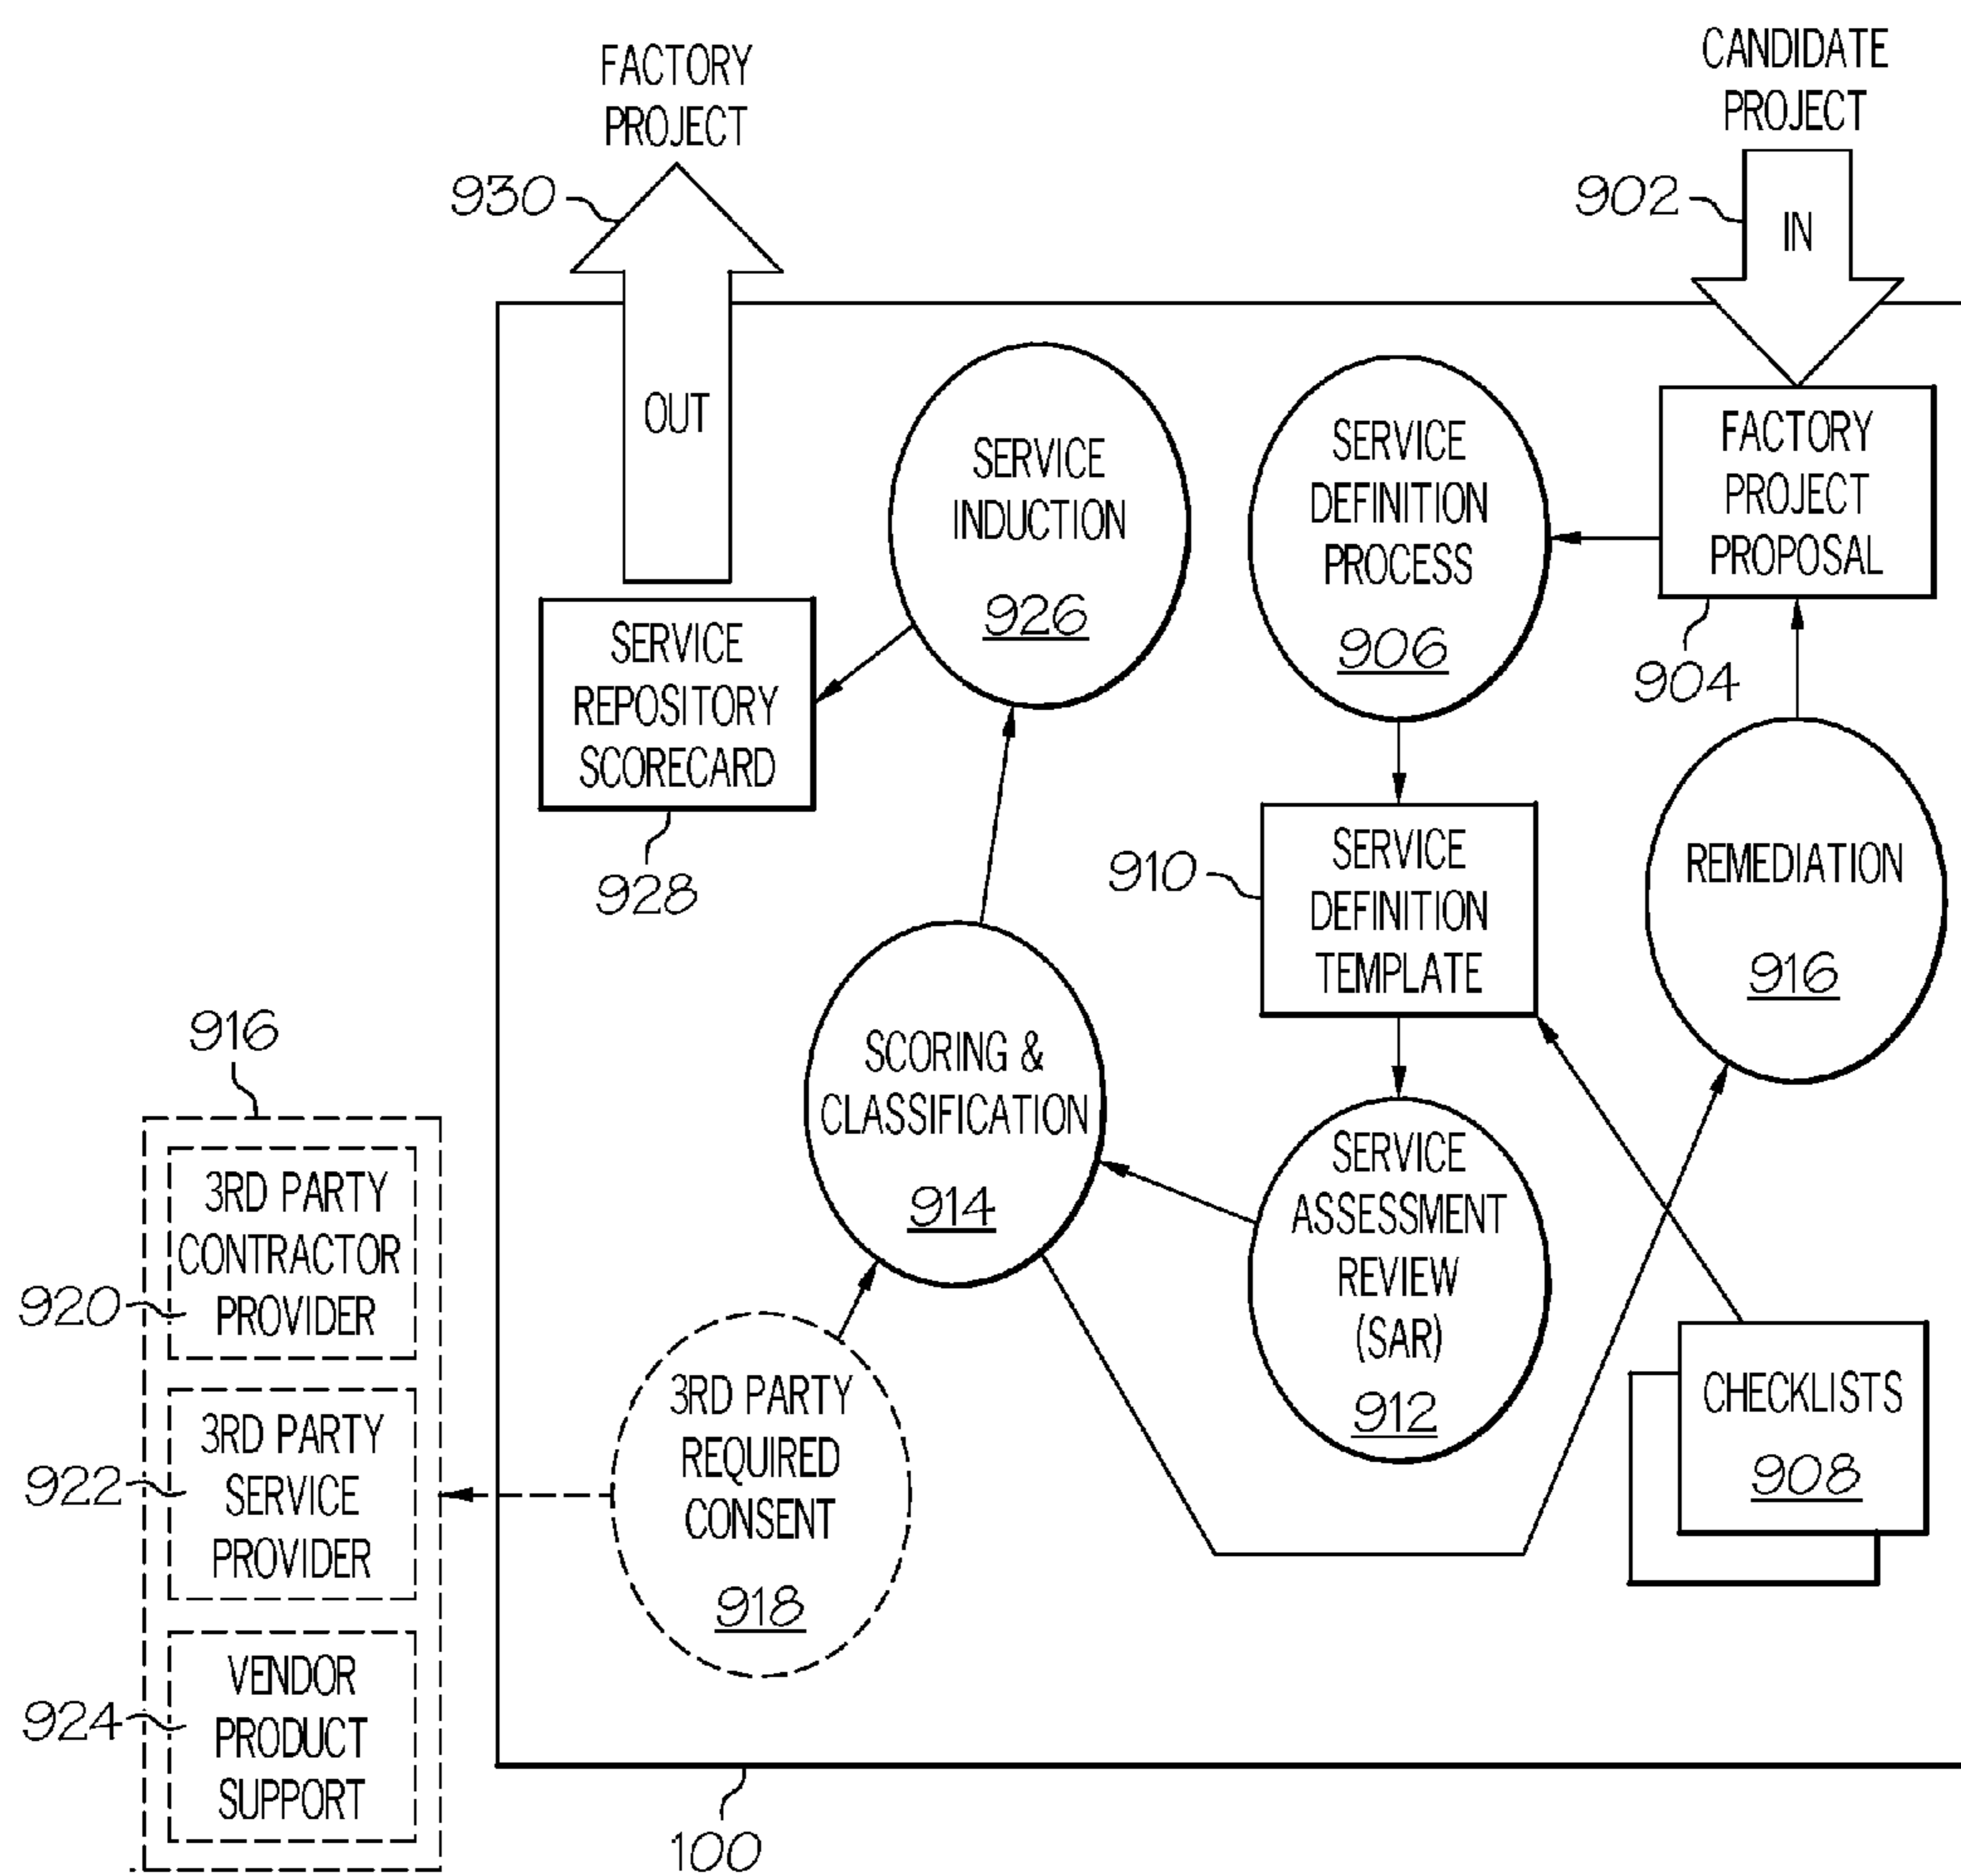 FACTORY
PROJECT
930
OUT
CANDIDATE
PROJECT
902
IN
FACTORY
PROJECT
PROPOSAL
904
SERVICE
DEFINITION
PROCESS
906
SERVICE
INDUCTION
926
SERVICE
REPOSITORY
SCORECARD
928
910
SERVICE
DEFINITION
TEMPLATE
REMEDIATION
916
SCORING &
CLASSIFICATION
914
SERVICE
ASSESSMENT
REVIEW
(SAR)
912
CHECKLISTS
908
3RD PARTY
REQUIRED
CONSENT
918
916
3RD PARTY
CONTRACTOR
PROVIDER
920
3RD PARTY
SERVICE
PROVIDER
922
VENDOR
PRODUCT
SUPPORT
924
100